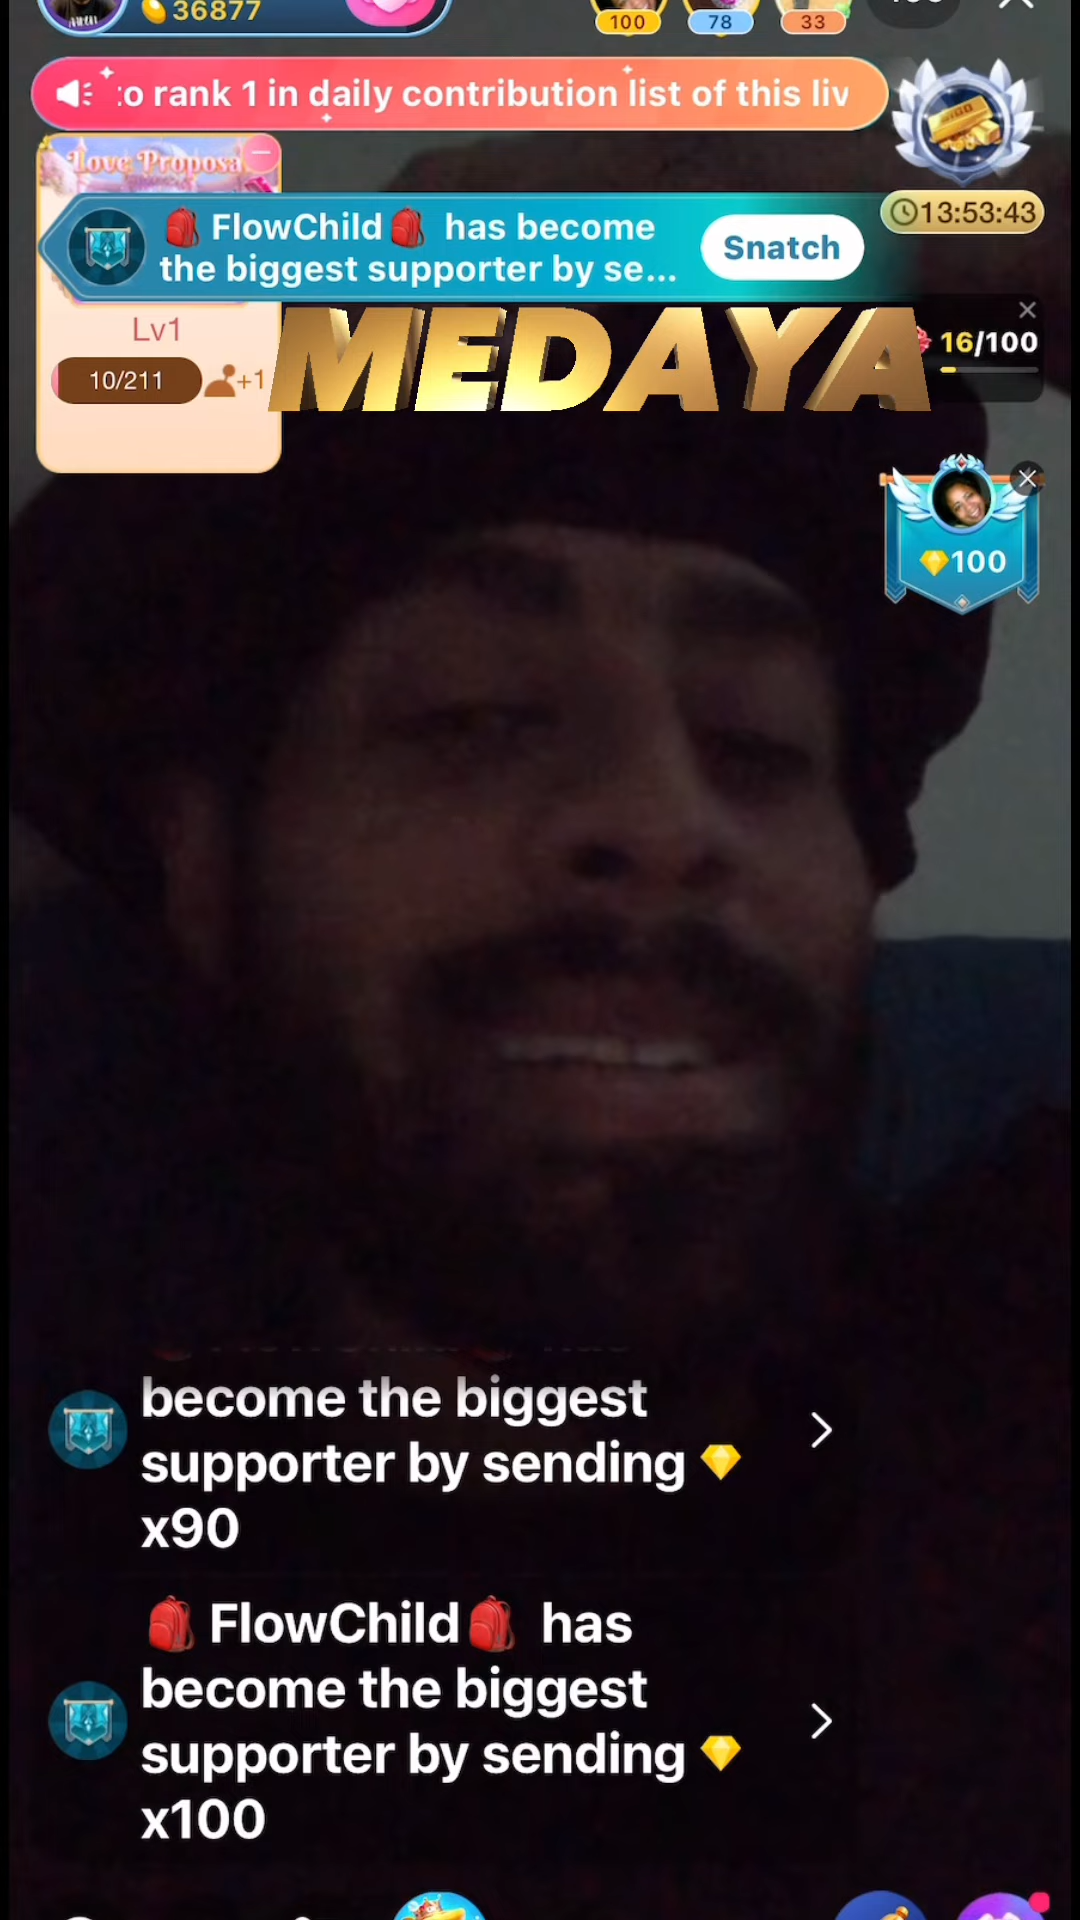 36877
100
78
33
:o rank 1 in daily contribution list of this liv
Love Proposa
13:53:43
🎒 FlowChild🎒 has become
the biggest supporter by se...
Snatch
Lv1
10/211
+1
MEDAYA
16/100
100
become the biggest
supporter by sending 💎
x90
🎒 FlowChild🎒 has
become the biggest
supporter by sending 💎
x100